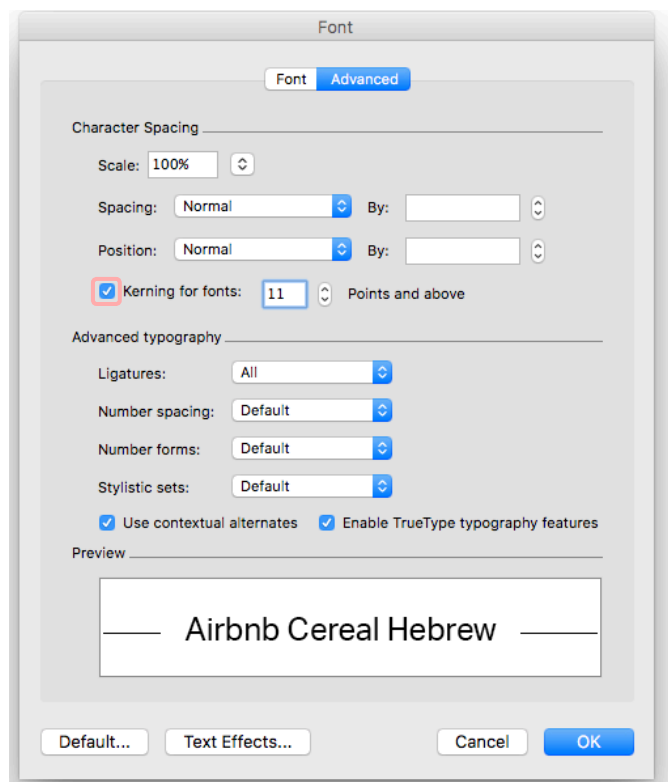 Font
Font Advanced
Character Spacing
Scale: 100%
Spacing: Normal By:
Position: Normal By:
Kerning for fonts: 11 Points and above
Advanced typography
Ligatures: All
Number spacing: Default
Number forms: Default
Stylistic sets: Default
Use contextual alternates Enable TrueType typography features
Preview
Airbnb Cereal Hebrew
Default... Text Effects... Cancel OK